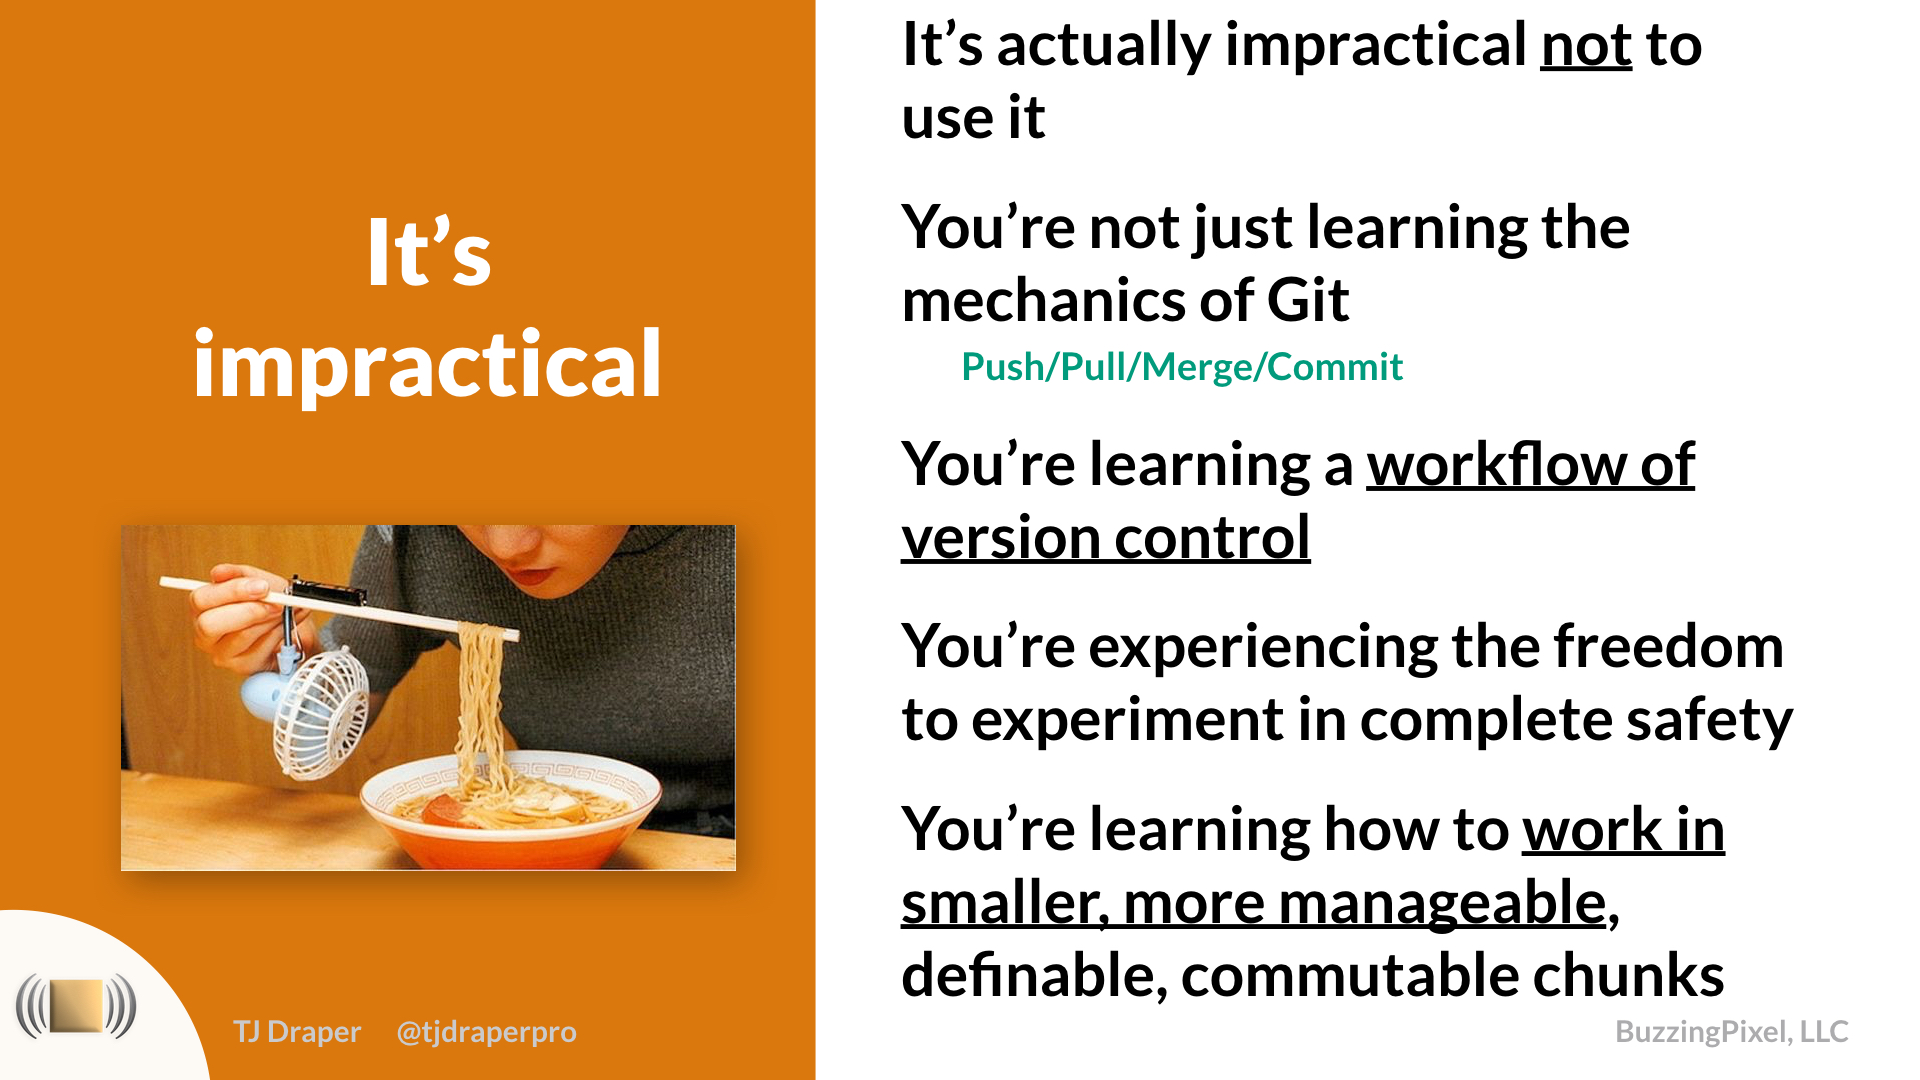 It’s
impractical
It’s actually impractical not to
use it
You’re not just learning the
mechanics of Git
Push/Pull/Merge/Commit
You’re learning a workflow of
version control
You’re experiencing the freedom
to experiment in complete safety
You’re learning how to work in
smaller, more manageable,
definable, commutable chunks
TJ Draper @tjdraperpro
BuzzingPixel, LLC